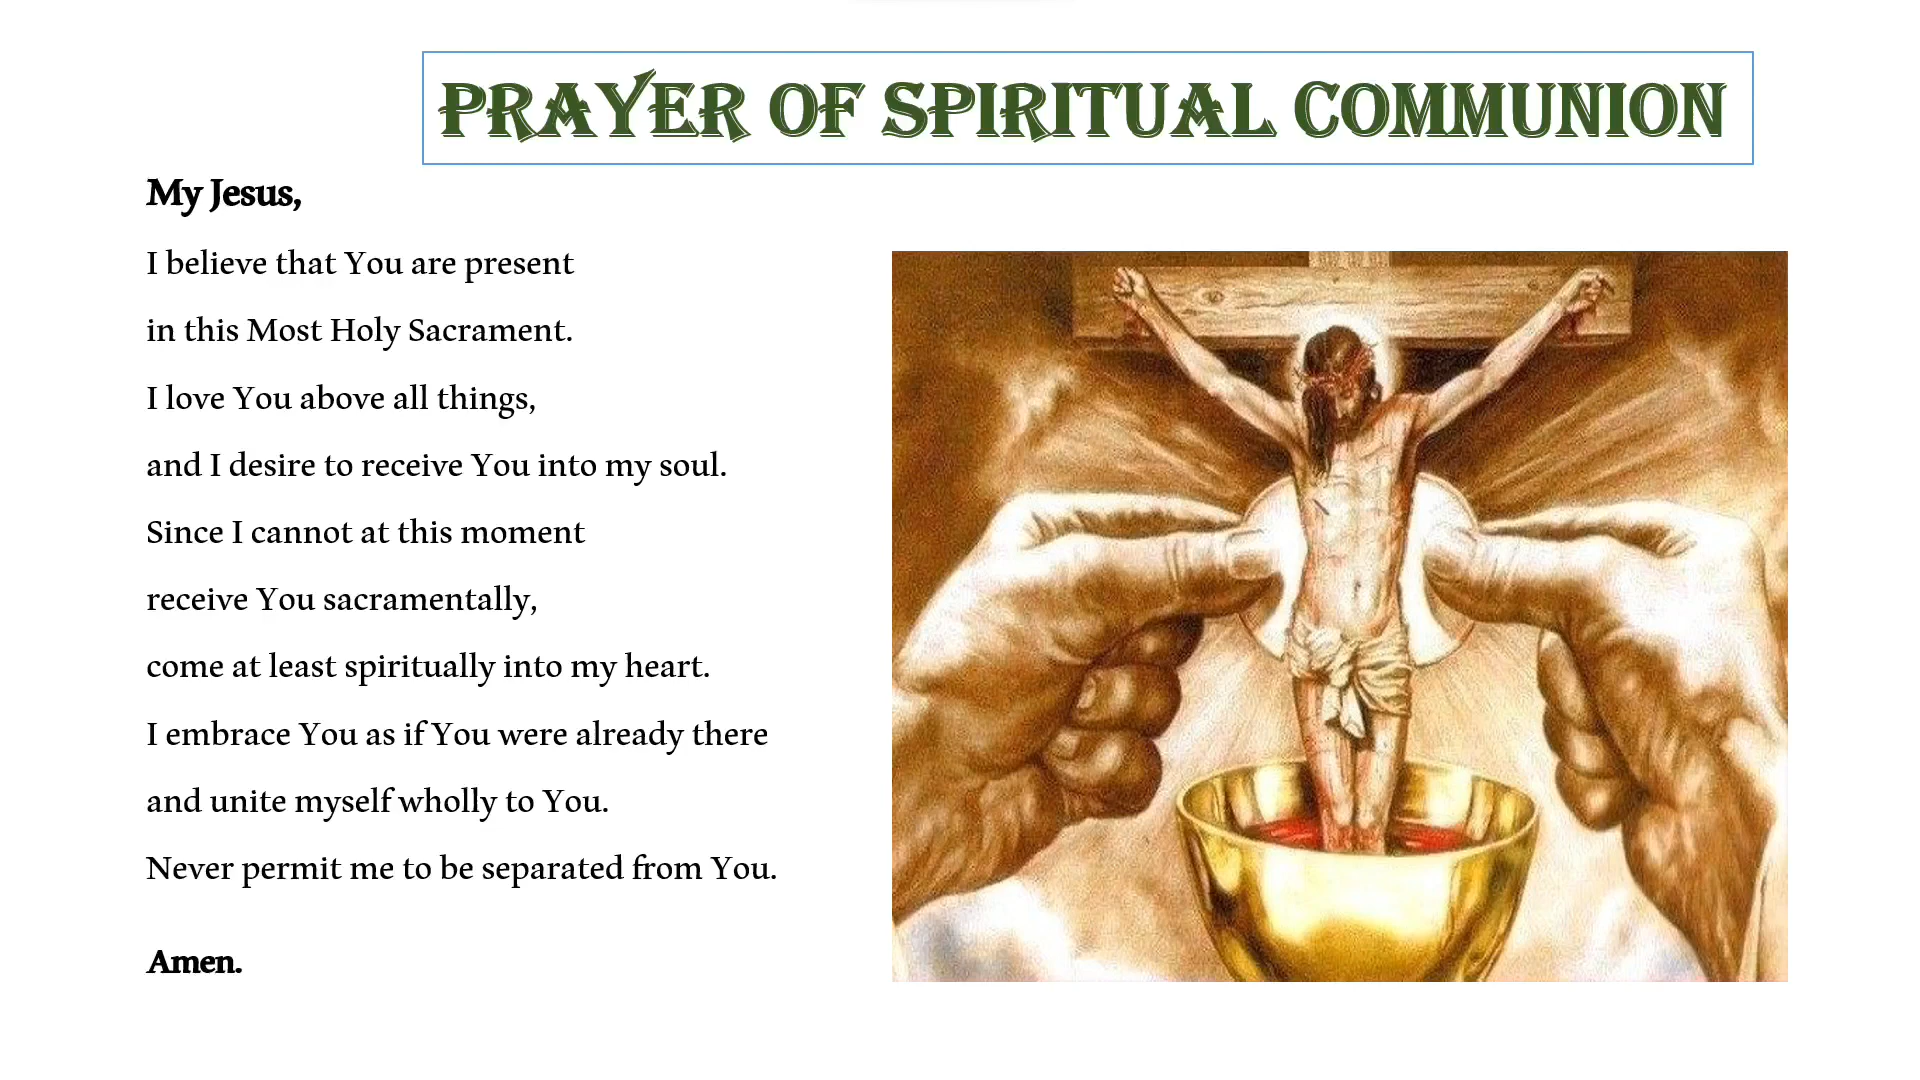 PRAYER OF SPIRITUAL COMMUNION
My Jesus,
I believe that You are present
in this Most Holy Sacrament.
I love You above all things,
and I desire to receive You into my soul.
Since I cannot at this moment
receive You sacramentally,
come at least spiritually into my heart.
I embrace You as if You were already there
and unite myself wholly to You.
Never permit me to be separated from You.
Amen.